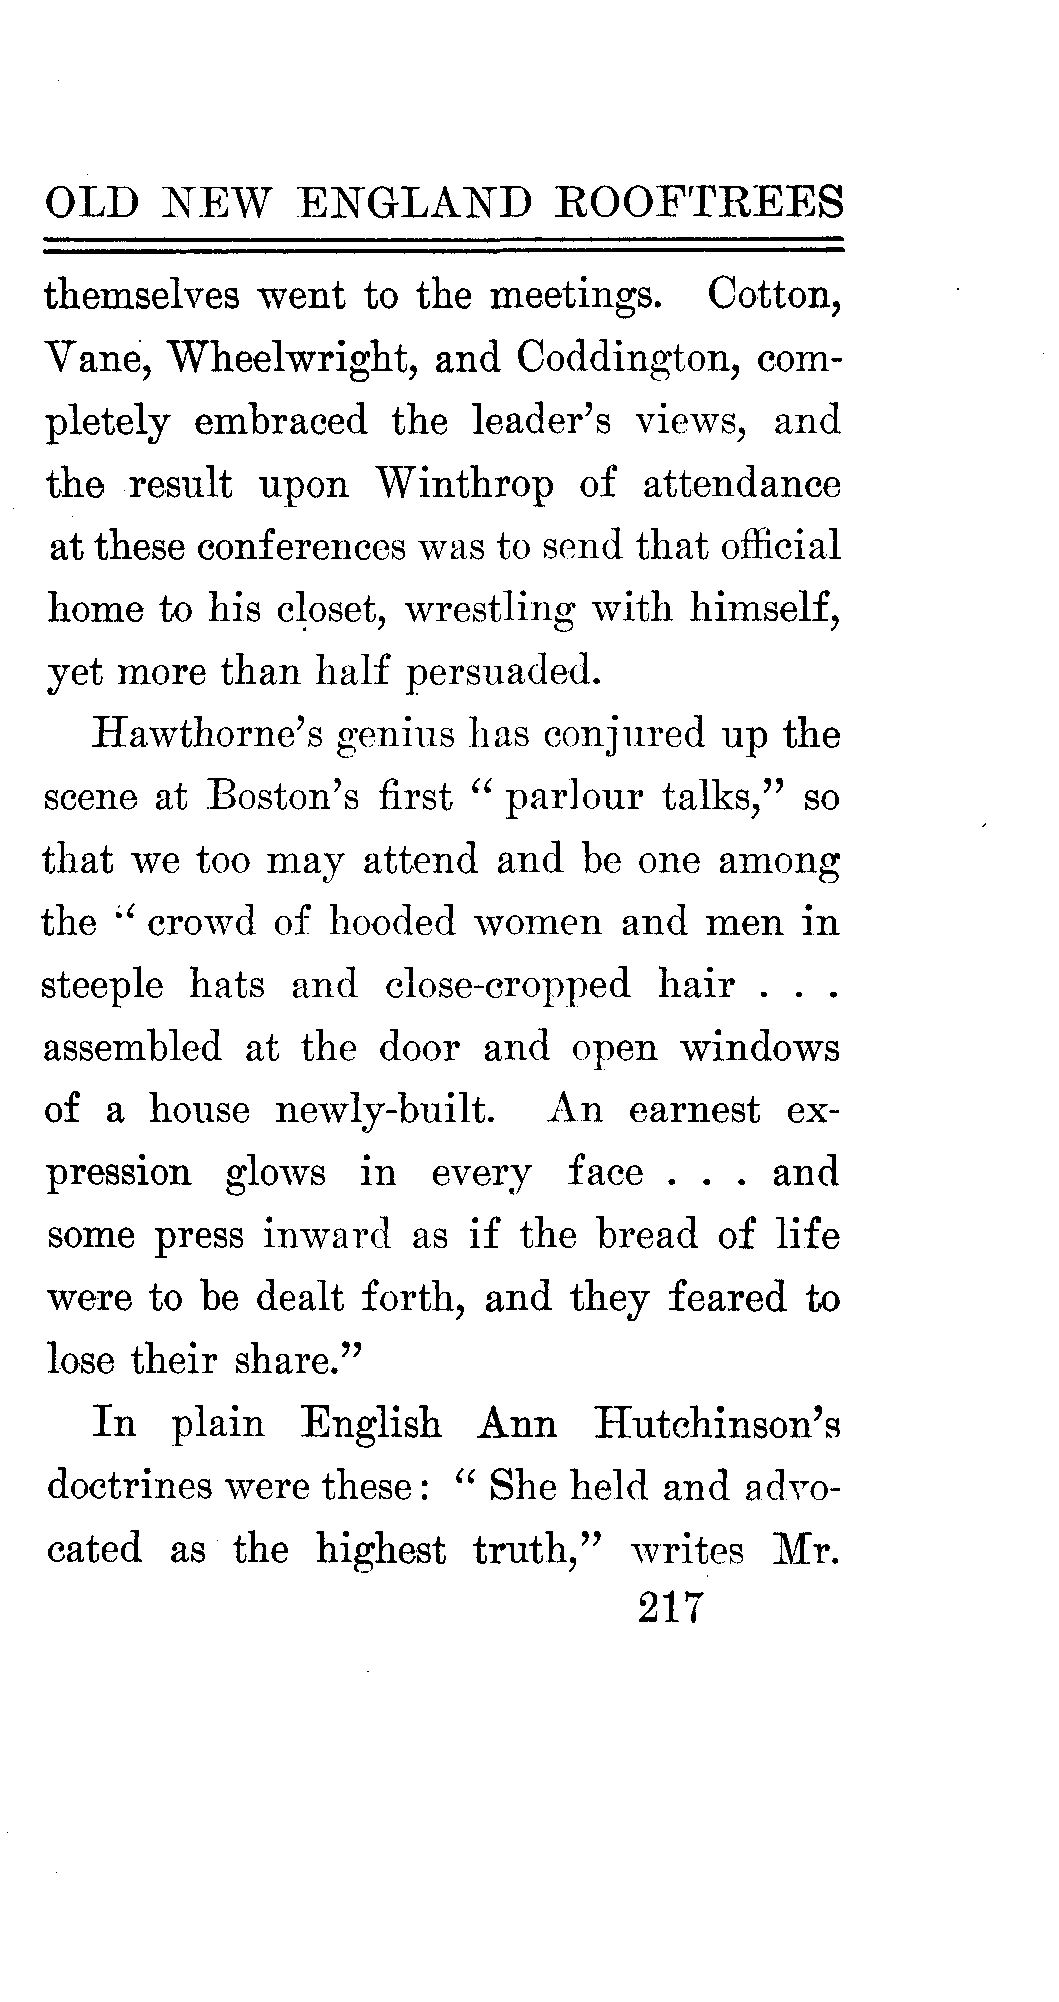 OLD NEW ENGLAND ROOFTREES
themselves went to the meetings. Cotton,
Vane, Wheelwright, and Coddington, com-
pletely embraced the leader's views, and
the result upon Winthrop of attendance
at these conferences was to send that official
home to his closet, wrestling with himself,
yet more than half persuaded.
Hawthorne's genius has conjured up the
scene at Boston's first " parlour talks," so
that we too may attend and be one among
the " crowd of hooded women and men in
steeple hats and close-cropped hair . . .
assembled at the door and open windows
of a house newly-built. An earnest ex-
pression glows in every face . . . and
some press inward as if the bread of life
were to be dealt forth, and they feared to
lose their share."
In plain English Ann Hutchinson's
doctrines were these: " She held and advo-
cated as the highest truth," writes Mr.
217